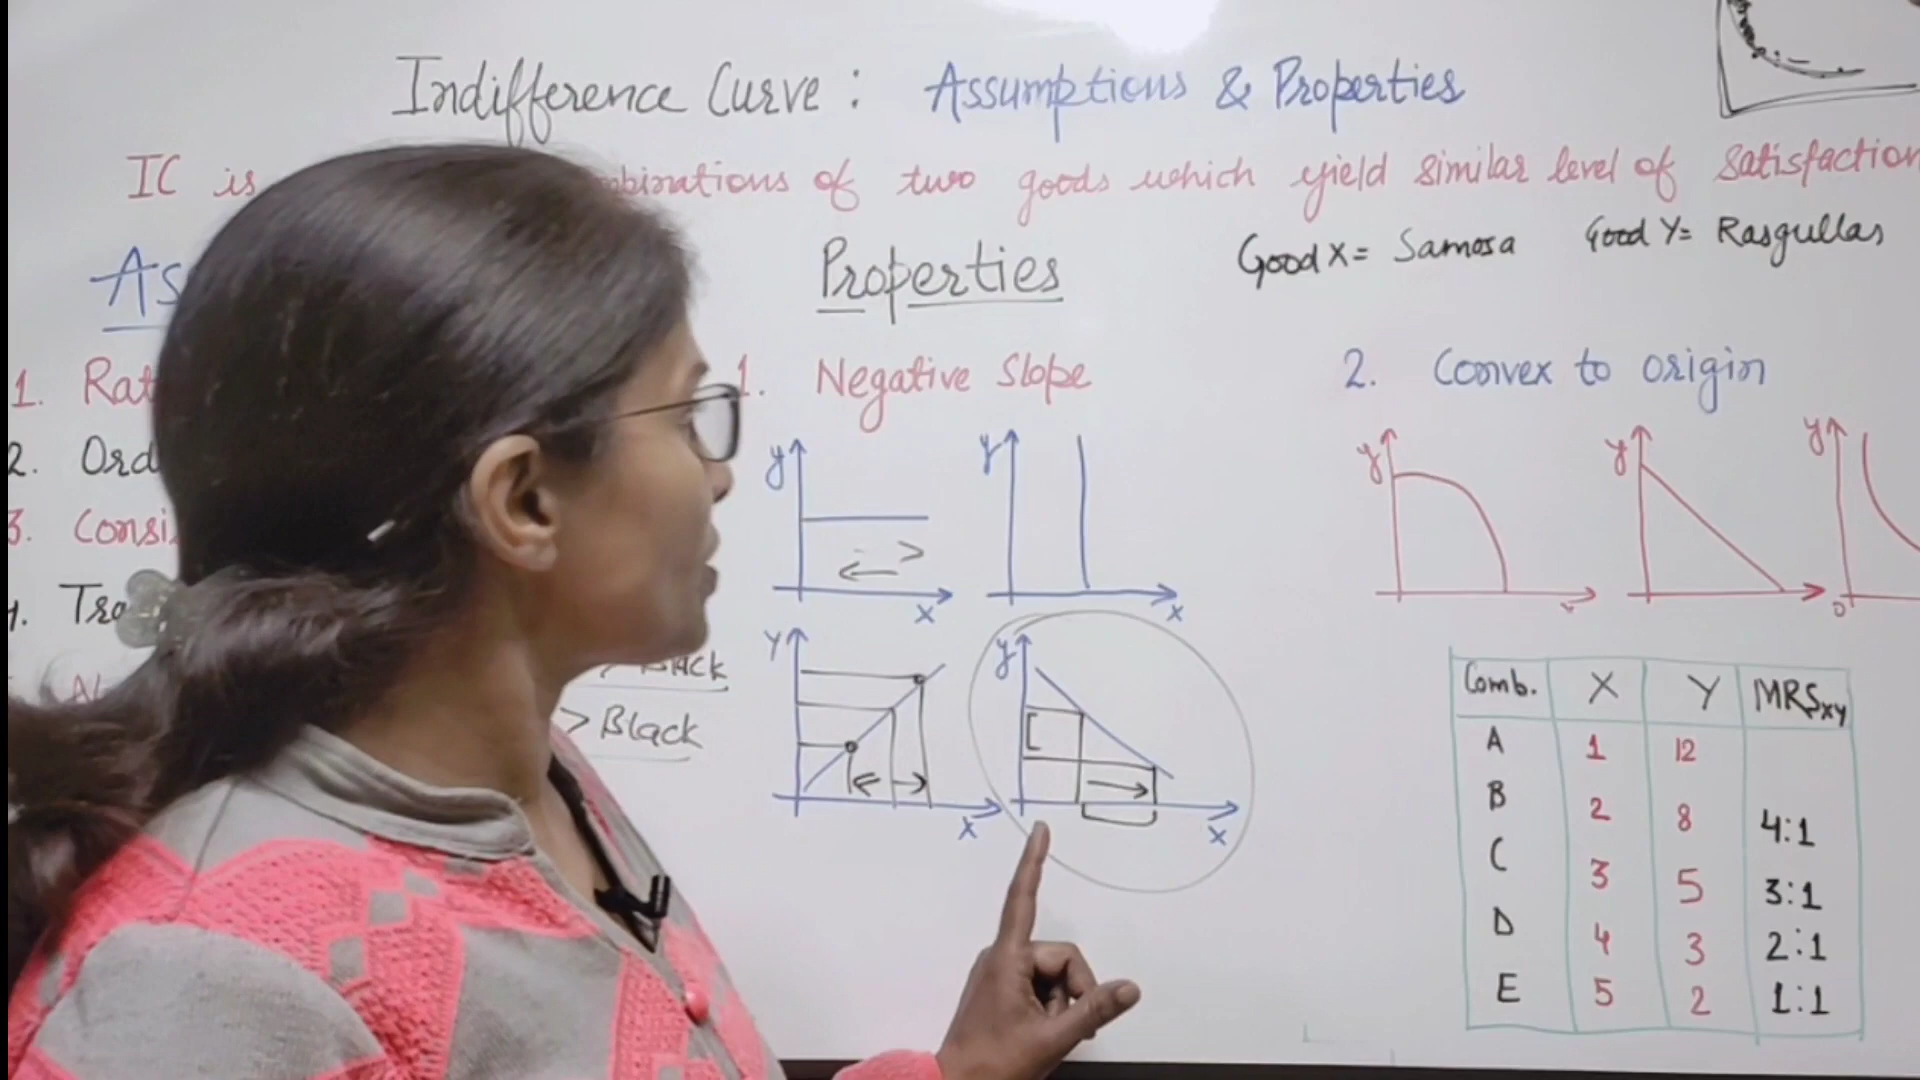 Indifference Curve : Assumptions & Properties
IC is
of two goods which yield similar level of satisfaction
Good X = Samosa Good Y = Rasgullas
As
Properties
1. Rat
2. Ord
3. Consi
4. Tra
> Black
> Black
1. Negative Slope
y
x
y
x
y
x
y
x
2. Convex to origin
y
x
y
y
0
Comb. X Y MRSxy
A 1 12
B 2 8 4:1
C 3 5 3:1
D 4 3 2:1
E 5 2 1:1